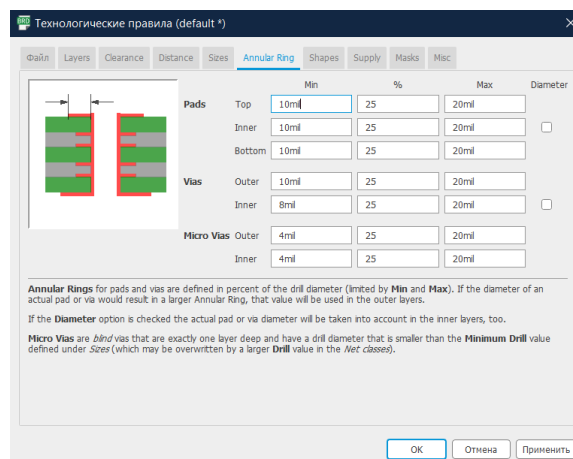 BRD Технологические правила (default *)
Файл Layers Clearance Distance Sizes Annular Ring Shapes Supply Masks Misc
Min % Max Diameter
Pads Top 10mil 25 20mil
Inner 10mil 25 20mil
Bottom 10mil 25 20mil
Vias Outer 10mil 25 20mil
Inner 8mil 25 20mil
Micro Vias Outer 4mil 25 20mil
Inner 4mil 25 20mil
Annular Rings for pads and vias are defined in percent of the drill diameter (limited by Min and Max). If the diameter of an
actual pad or via would result in a larger Annular Ring, that value will be used in the outer layers.
If the Diameter option is checked the actual pad or via diameter will be taken into account in the inner layers, too.
Micro Vias are blind vias that are exactly one layer deep and have a drill diameter that is smaller than the Minimum Drill value
defined under Sizes (which may be overwritten by a larger Drill value in the Net classes).
OK Отмена Применить